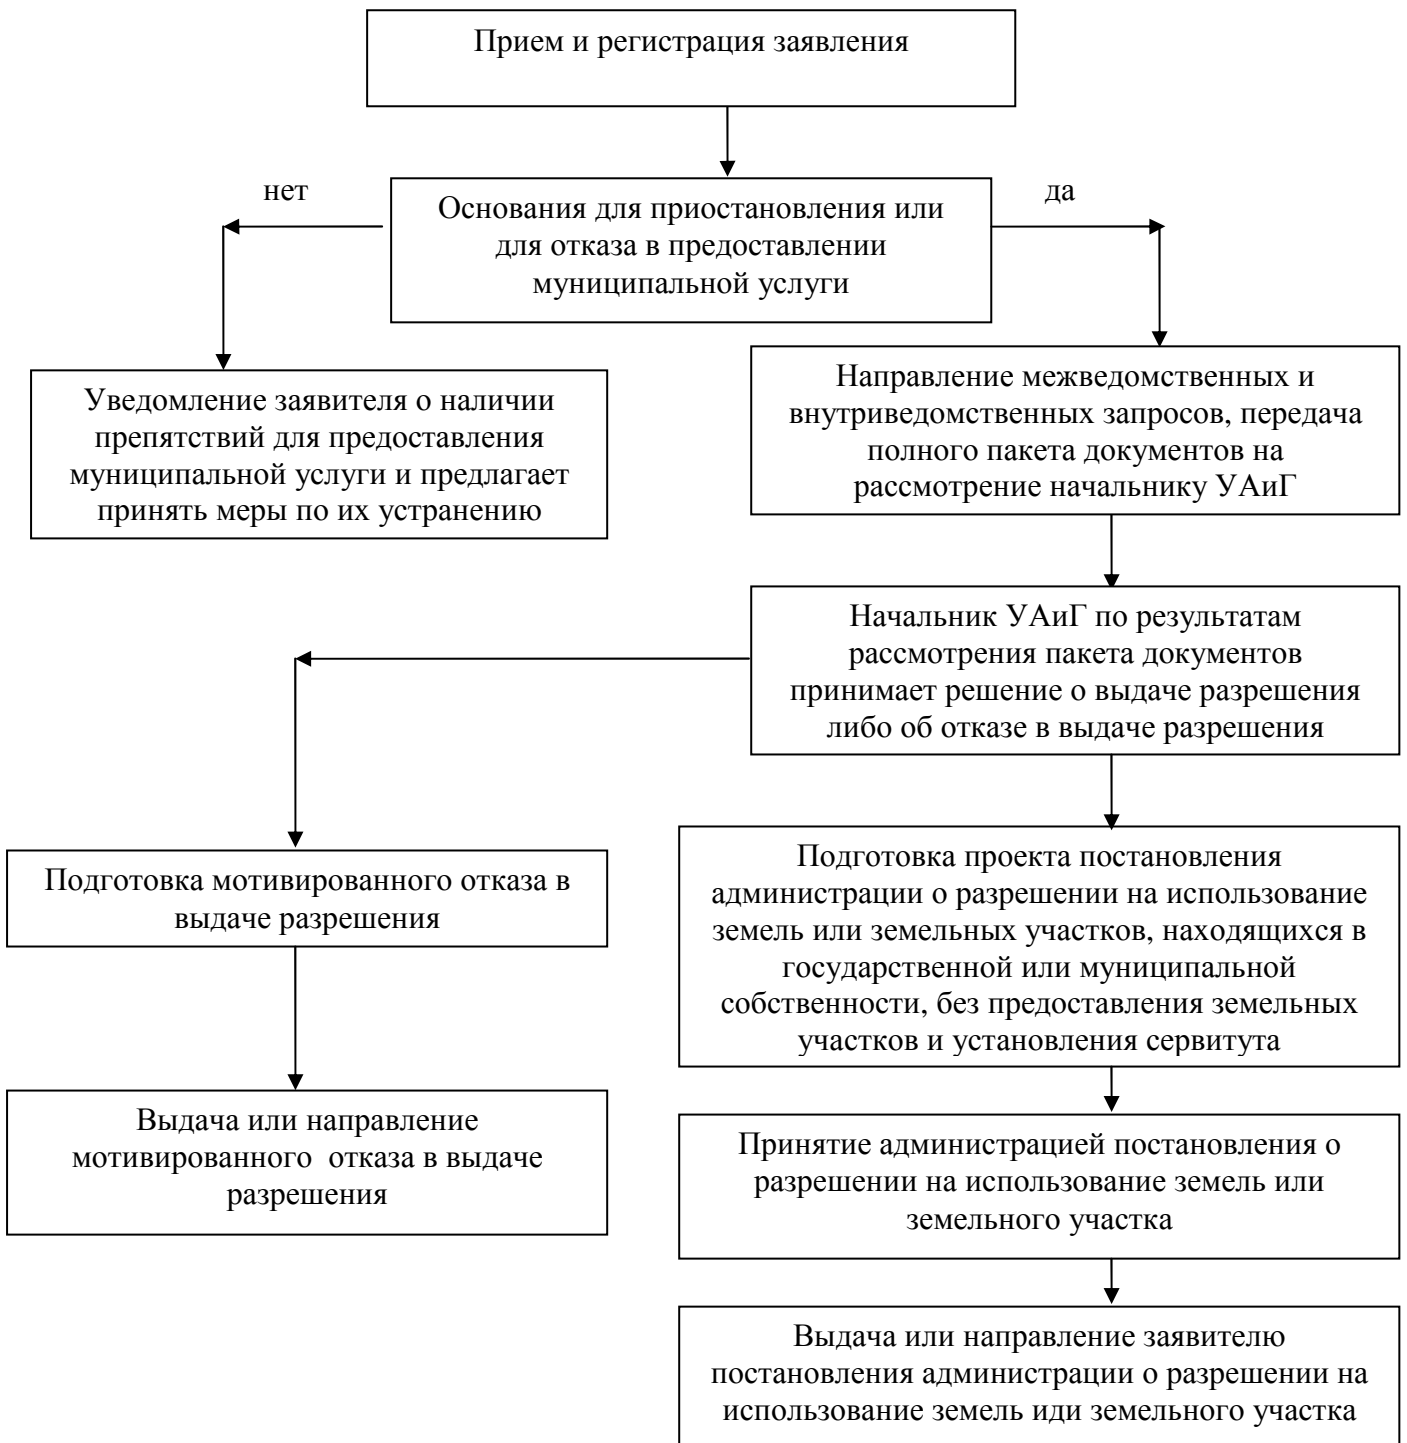 Прием и регистрация заявления
нет
да
Основания для приостановления или
для отказа в предоставлении
муниципальной услуги
Уведомление заявителя о наличии
препятствий для предоставления
муниципальной услуги и предлагает
принять меры по их устранению
Направление межведомственных и
внутриведомственных запросов, передача
полного пакета документов на
рассмотрение начальнику УАиГ
Начальник УАиГ по результатам
рассмотрения пакета документов
принимает решение о выдаче разрешения
либо об отказе в выдаче разрешения
Подготовка мотивированного отказа в
выдаче разрешения
Подготовка проекта постановления
администрации о разрешении на использование
земель или земельных участков, находящихся в
государственной или муниципальной
собственности, без предоставления земельных
участков и установления сервитута
Выдача или направление
мотивированного  отказа в выдаче
разрешения
Принятие администрацией постановления о
разрешении на использование земель или
земельного участка
Выдача или направление заявителю
постановления администрации о разрешении на
использование земель иди земельного участка